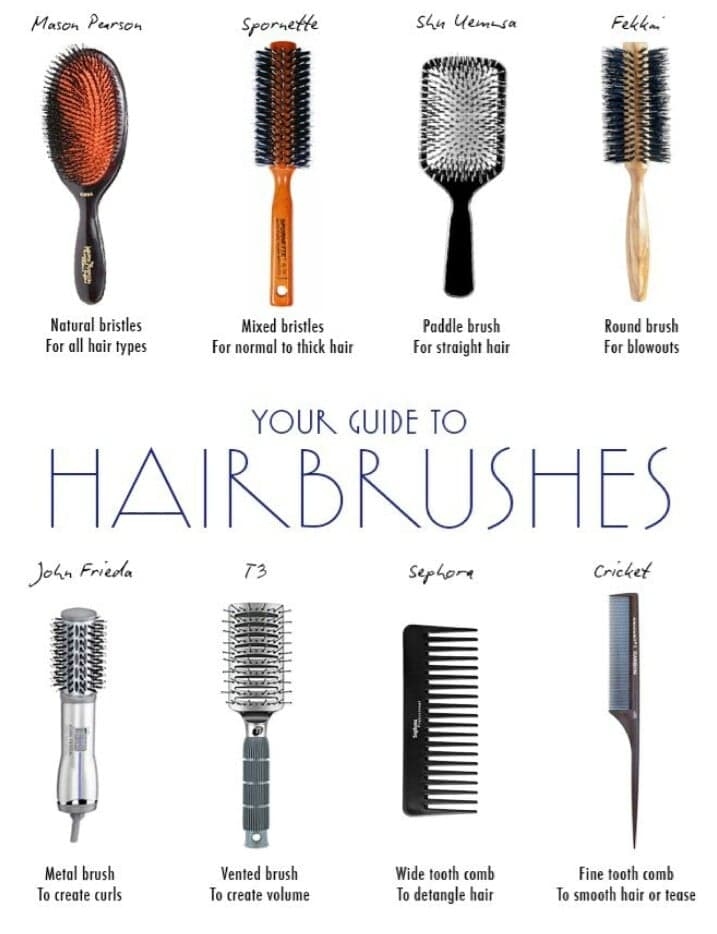 Mason Pearson
Spornette
Shu Uemura
Fekkai
SPORNETTE
Natural bristles
For all hair types
Mixed bristles
For normal to thick hair
Paddle brush
For straight hair
Round brush
For blowouts
YOUR GUIDE TO
HAIRBRUSHES
John Frieda
T3
Sephora
Cricket
Metal brush
To create curls
Vented brush
To create volume
Wide tooth comb
To detangle hair
Fine tooth comb
To smooth hair or tease